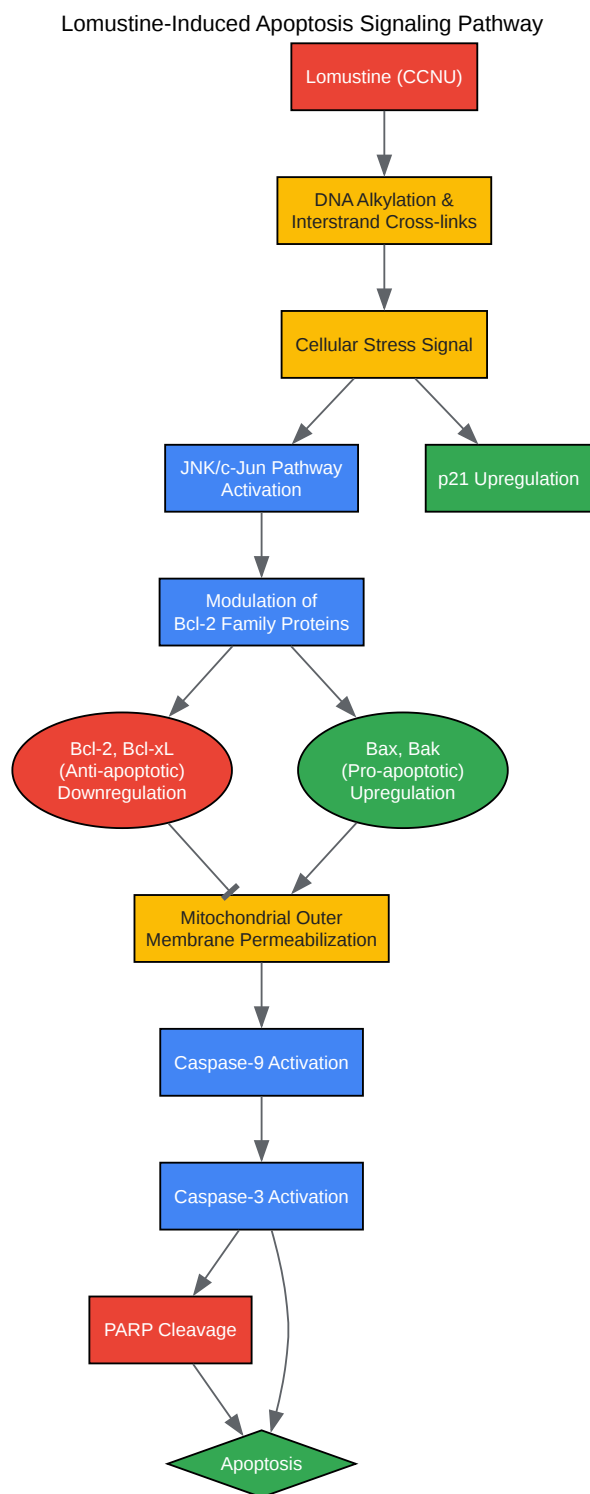 Lomustine-Induced Apoptosis Signaling Pathway
Lomustine (CCNU)
DNA Alkylation &
Interstrand Cross-links
Cellular Stress Signal
JNK/c-Jun Pathway
Activation
p21 Upregulation
Modulation of
Bcl-2 Family Proteins
Bcl-2, Bcl-xL
(Anti-apoptotic)
Downregulation
Bax, Bak
(Pro-apoptotic)
Upregulation
Mitochondrial Outer
Membrane Permeabilization
Caspase-9 Activation
Caspase-3 Activation
PARP Cleavage
Apoptosis